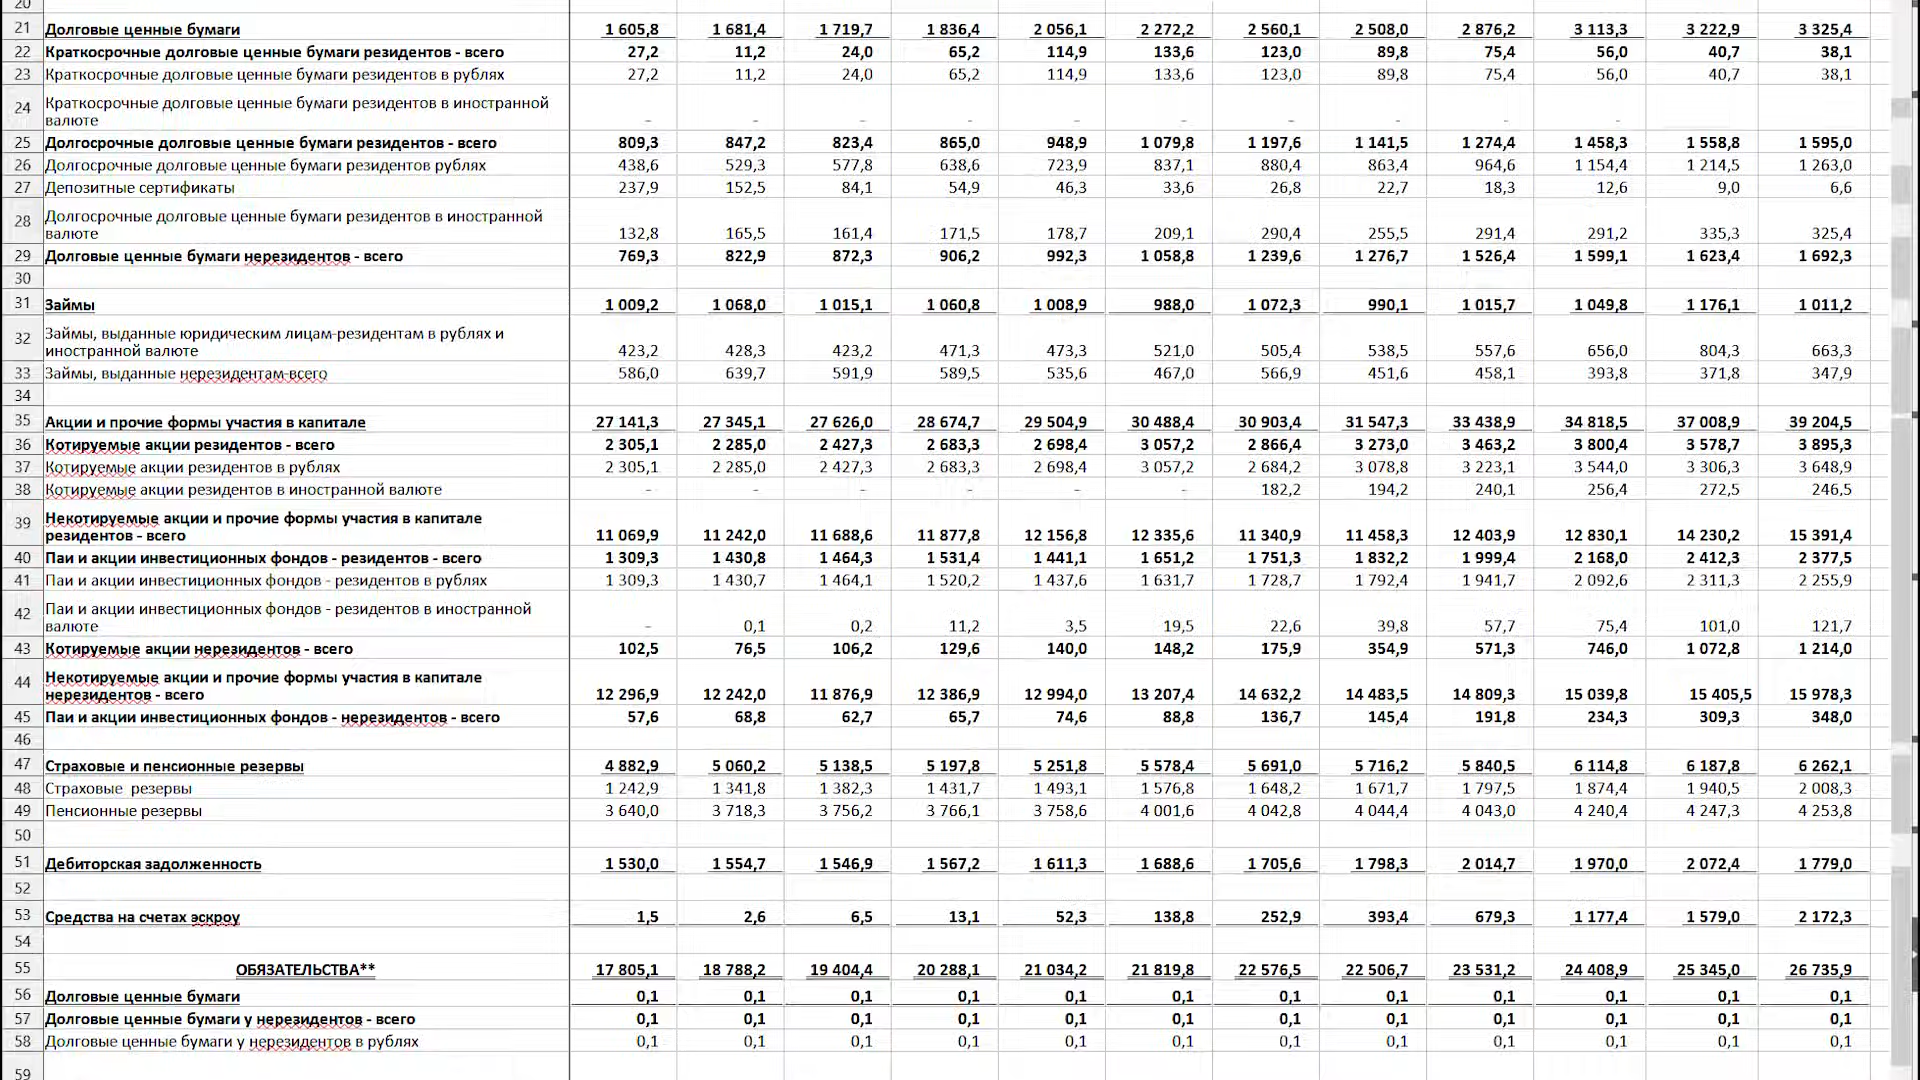 20
21 Долговые ценные бумаги 1 605,8 1 681,4 1 719,7 1 836,4 2 056,1 2 272,2 2 560,1 2 508,0 2 876,2 3 113,3 3 222,9 3 325,4
22 Краткосрочные долговые ценные бумаги резидентов - всего 27,2 11,2 24,0 65,2 114,9 133,6 123,0 89,8 75,4 56,0 40,7 38,1
23 Краткосрочные долговые ценные бумаги резидентов в рублях 27,2 11,2 24,0 65,2 114,9 133,6 123,0 89,8 75,4 56,0 40,7 38,1
24 Краткосрочные долговые ценные бумаги резидентов в иностранной
валюте - - - - - - - - - -
25 Долгосрочные долговые ценные бумаги резидентов - всего 809,3 847,2 823,4 865,0 948,9 1 079,8 1 197,6 1 141,5 1 274,4 1 458,3 1 558,8 1 595,0
26 Долгосрочные долговые ценные бумаги резидентов рублях 438,6 529,3 577,8 638,6 723,9 837,1 880,4 863,4 964,6 1 154,4 1 214,5 1 263,0
27 Депозитные сертификаты 237,9 152,5 84,1 54,9 46,3 33,6 26,8 22,7 18,3 12,6 9,0 6,6
28 Долгосрочные долговые ценные бумаги резидентов в иностранной
валюте 132,8 165,5 161,4 171,5 178,7 209,1 290,4 255,5 291,4 291,2 335,3 325,4
29 Долговые ценные бумаги нерезидентов - всего 769,3 822,9 872,3 906,2 992,3 1 058,8 1 239,6 1 276,7 1 526,4 1 599,1 1 623,4 1 692,3
30
31 Займы 1 009,2 1 068,0 1 015,1 1 060,8 1 008,9 988,0 1 072,3 990,1 1 015,7 1 049,8 1 176,1 1 011,2
32 Займы, выданные юридическим лицам-резидентам в рублях и
иностранной валюте 423,2 428,3 423,2 471,3 473,3 521,0 505,4 538,5 557,6 656,0 804,3 663,3
33 Займы, выданные нерезидентам-всего 586,0 639,7 591,9 589,5 535,6 467,0 566,9 451,6 458,1 393,8 371,8 347,9
34
35 Акции и прочие формы участия в капитале 27 141,3 27 345,1 27 626,0 28 674,7 29 504,9 30 488,4 30 903,4 31 547,3 33 438,9 34 818,5 37 008,9 39 204,5
36 Котируемые акции резидентов - всего 2 305,1 2 285,0 2 427,3 2 683,3 2 698,4 3 057,2 2 866,4 3 273,0 3 463,2 3 800,4 3 578,7 3 895,3
37 Котируемые акции резидентов в рублях 2 305,1 2 285,0 2 427,3 2 683,3 2 698,4 3 057,2 2 684,2 3 078,8 3 223,1 3 544,0 3 306,3 3 648,9
38 Котируемые акции резидентов в иностранной валюте - - - - - - 182,2 194,2 240,1 256,4 272,5 246,5
39 Некотируемые акции и прочие формы участия в капитале
резидентов - всего 11 069,9 11 242,0 11 688,6 11 877,8 12 156,8 12 335,6 11 340,9 11 458,3 12 403,9 12 830,1 14 230,2 15 391,4
40 Паи и акции инвестиционных фондов - резидентов - всего 1 309,3 1 430,8 1 464,3 1 531,4 1 441,1 1 651,2 1 751,3 1 832,2 1 999,4 2 168,0 2 412,3 2 377,5
41 Паи и акции инвестиционных фондов - резидентов в рублях 1 309,3 1 430,7 1 464,1 1 520,2 1 437,6 1 631,7 1 728,7 1 792,4 1 941,7 2 092,6 2 311,3 2 255,9
42 Паи и акции инвестиционных фондов - резидентов в иностранной
валюте - 0,1 0,2 11,2 3,5 19,5 22,6 39,8 57,7 75,4 101,0 121,7
43 Котируемые акции нерезидентов - всего 102,5 76,5 106,2 129,6 140,0 148,2 175,9 354,9 571,3 746,0 1 072,8 1 214,0
44 Некотируемые акции и прочие формы участия в капитале
нерезидентов - всего 12 296,9 12 242,0 11 876,9 12 386,9 12 994,0 13 207,4 14 632,2 14 483,5 14 809,3 15 039,8 15 405,5 15 978,3
45 Паи и акции инвестиционных фондов - нерезидентов - всего 57,6 68,8 62,7 65,7 74,6 88,8 136,7 145,4 191,8 234,3 309,3 348,0
46
47 Страховые и пенсионные резервы 4 882,9 5 060,2 5 138,5 5 197,8 5 251,8 5 578,4 5 691,0 5 716,2 5 840,5 6 114,8 6 187,8 6 262,1
48 Страховые резервы 1 242,9 1 341,8 1 382,3 1 431,7 1 493,1 1 576,8 1 648,2 1 671,7 1 797,5 1 874,4 1 940,5 2 008,3
49 Пенсионные резервы 3 640,0 3 718,3 3 756,2 3 766,1 3 758,6 4 001,6 4 042,8 4 044,4 4 043,0 4 240,4 4 247,3 4 253,8
50
51 Дебиторская задолженность 1 530,0 1 554,7 1 546,9 1 567,2 1 611,3 1 688,6 1 705,6 1 798,3 2 014,7 1 970,0 2 072,4 1 779,0
52
53 Средства на счетах эскроу 1,5 2,6 6,5 13,1 52,3 138,8 252,9 393,4 679,3 1 177,4 1 579,0 2 172,3
54
55 ОБЯЗАТЕЛЬСТВА** 17 805,1 18 788,2 19 404,4 20 288,1 21 034,2 21 819,8 22 576,5 22 506,7 23 531,2 24 408,9 25 345,0 26 735,9
56 Долговые ценные бумаги 0,1 0,1 0,1 0,1 0,1 0,1 0,1 0,1 0,1 0,1 0,1 0,1
57 Долговые ценные бумаги у нерезидентов - всего 0,1 0,1 0,1 0,1 0,1 0,1 0,1 0,1 0,1 0,1 0,1 0,1
58 Долговые ценные бумаги у нерезидентов в рублях 0,1 0,1 0,1 0,1 0,1 0,1 0,1 0,1 0,1 0,1 0,1 0,1
59